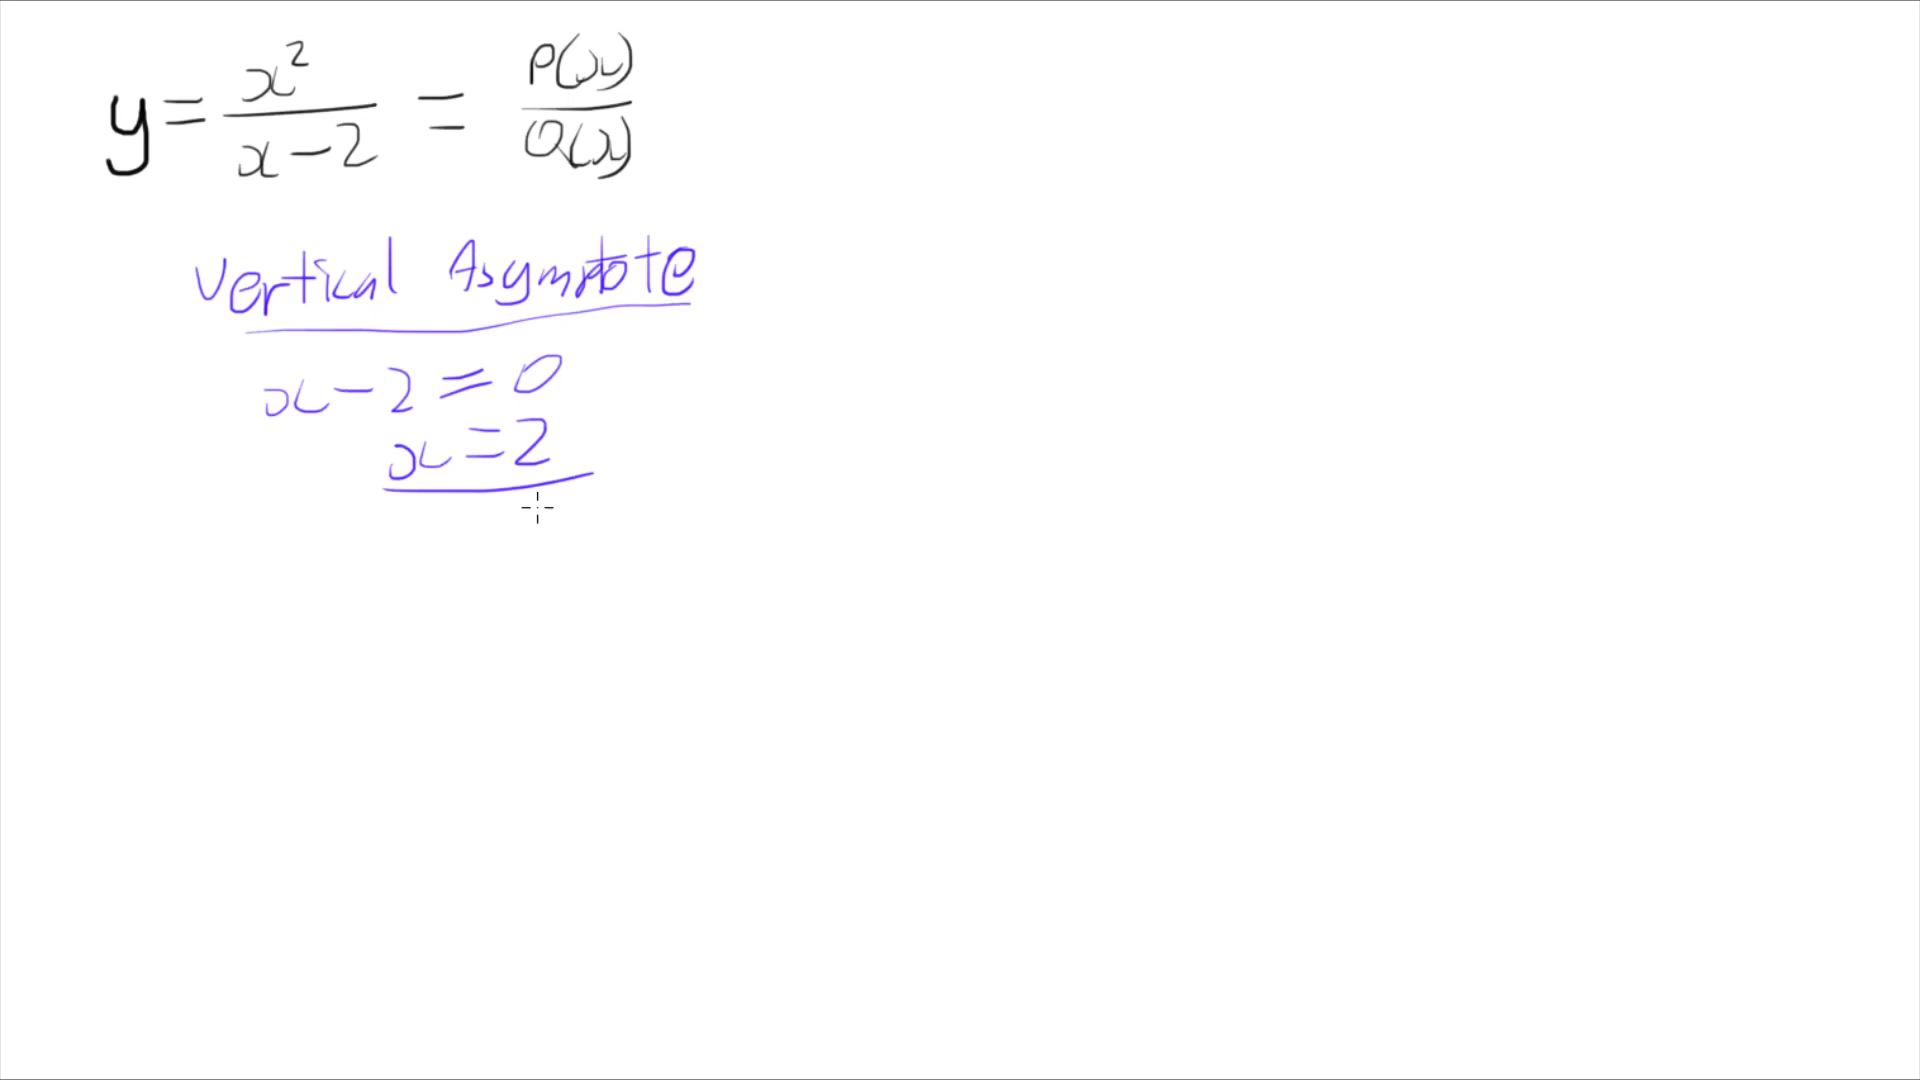 y = x²/(x-2) = P(x)/Q(x)
Vertical Asymptote
x - 2 = 0
x = 2